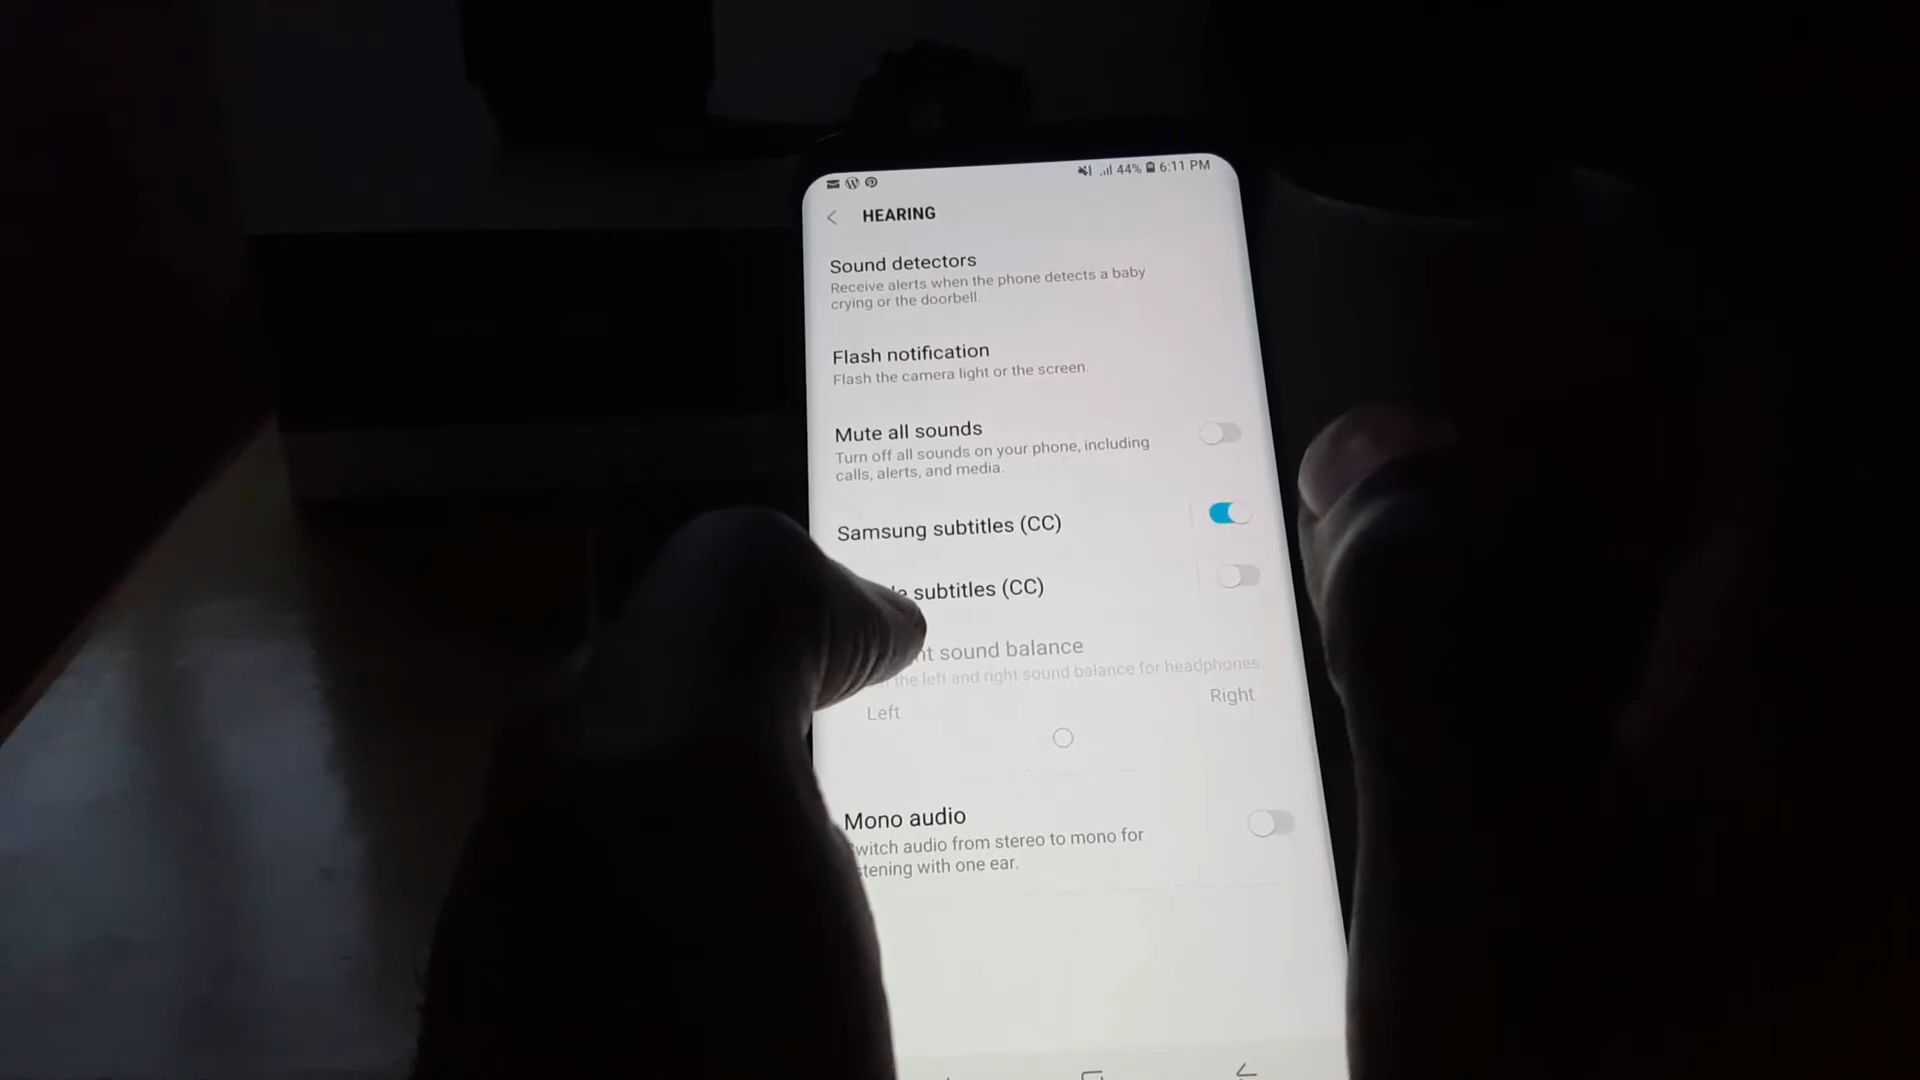 44% 6:11 PM
HEARING
Sound detectors
Receive alerts when the phone detects a baby
crying or the doorbell.
Flash notification
Flash the camera light or the screen.
Mute all sounds
Turn off all sounds on your phone, including
calls, alerts, and media.
Samsung subtitles (CC)
subtitles (CC)
sound balance
the left and right sound balance for headphones.
Left
Right
Mono audio
witch audio from stereo to mono for
stening with one ear.